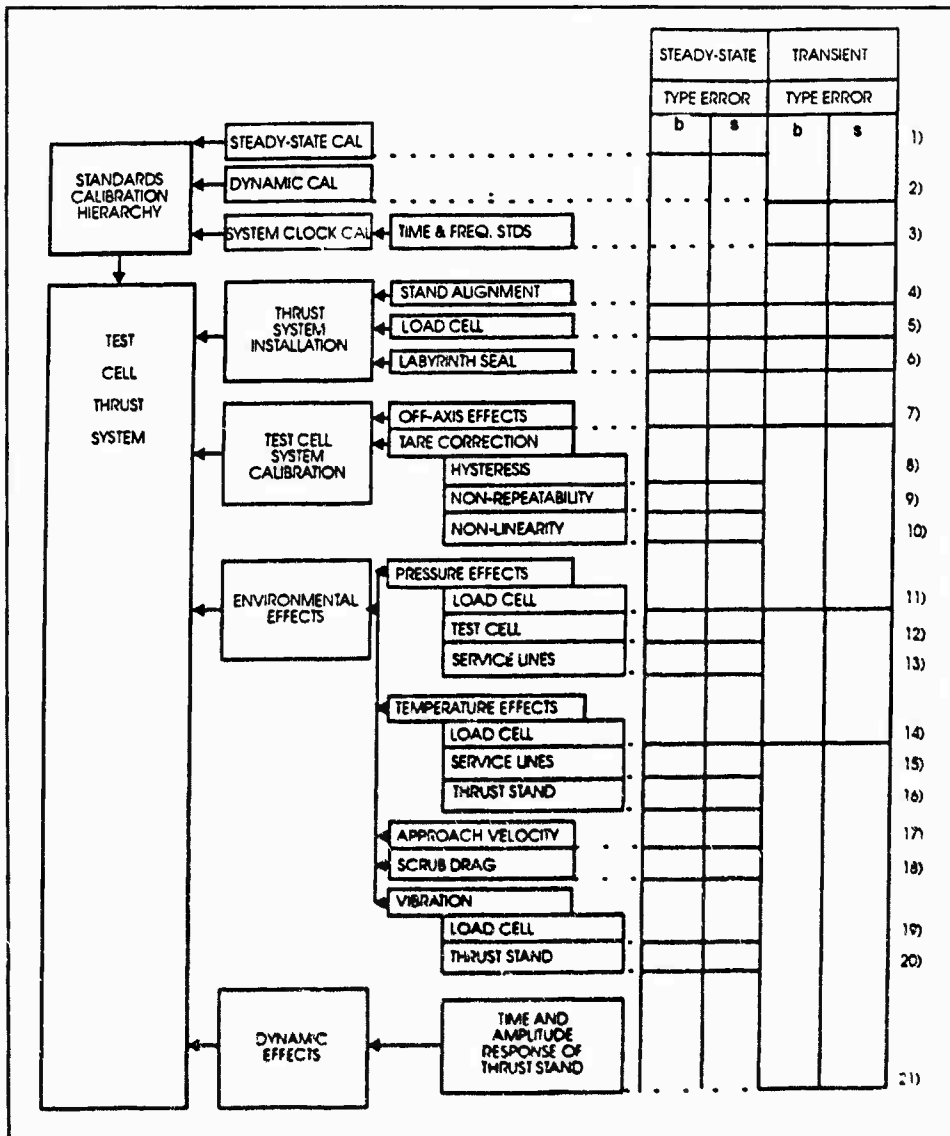 STEADY-STATE TRANSIENT
TYPE ERROR TYPE ERROR
b s b s
STEADY-STATE CAL 1)
STANDARDS
CALIBRATION
HIERARCHY
DYNAMIC CAL 2)
SYSTEM CLOCK CAL TIME & FREQ. STDS 3)
TEST
CELL
THRUST
SYSTEM
THRUST
SYSTEM
INSTALLATION
STAND ALIGNMENT 4)
LOAD CELL 5)
LABYRINTH SEAL 6)
TEST CELL
SYSTEM
CALIBRATION
OFF-AXIS EFFECTS 7)
TARE CORRECTION
HYSTERESIS 8)
NON-REPEATABILITY 9)
NON-LINEARITY 10)
ENVIRONMENTAL
EFFECTS
PRESSURE EFFECTS
LOAD CELL 11)
TEST CELL 12)
SERVICE LINES 13)
TEMPERATURE EFFECTS
LOAD CELL 14)
SERVICE LINES 15)
THRUST STAND 16)
APPROACH VELOCITY 17)
SCRUB DRAG 18)
VIBRATION
LOAD CELL 19)
THRUST STAND 20)
DYNAMIC
EFFECTS
TIME AND
AMPLITUDE
RESPONSE OF
THRUST STAND
21)